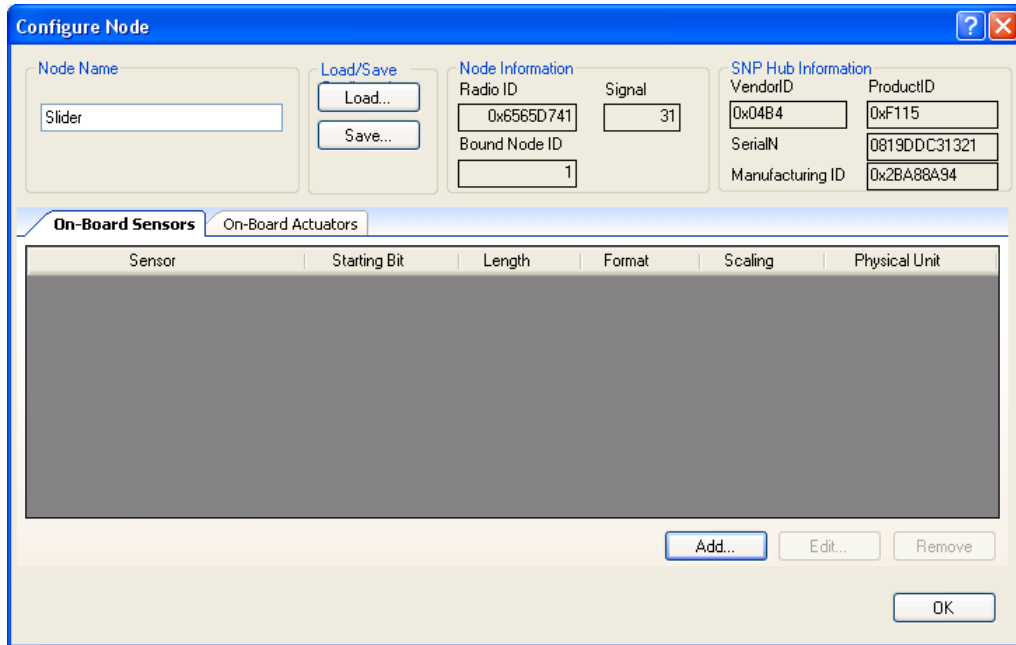 Configure Node
Node Name
Slider
Load/Save
Load...
Save...
Node Information
Radio ID
Signal
0x6565D741
31
Bound Node ID
1
SNP Hub Information
VendorID
ProductID
0x04B4
0xF115
SerialN
0819DDC31321
Manufacturing ID
0x2BA88A94
On-Board Sensors
On-Board Actuators
Sensor
Starting Bit
Length
Format
Scaling
Physical Unit
Add...
Edit...
Remove
OK